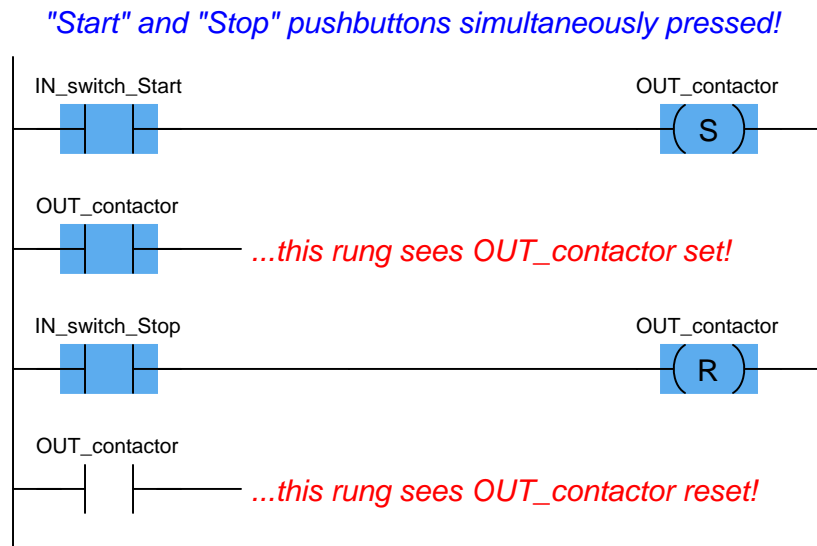 "Start" and "Stop" pushbuttons simultaneously pressed!
IN_switch_Start
OUT_contactor
S
OUT_contactor
...this rung sees OUT_contactor set!
IN_switch_Stop
OUT_contactor
R
OUT_contactor
...this rung sees OUT_contactor reset!